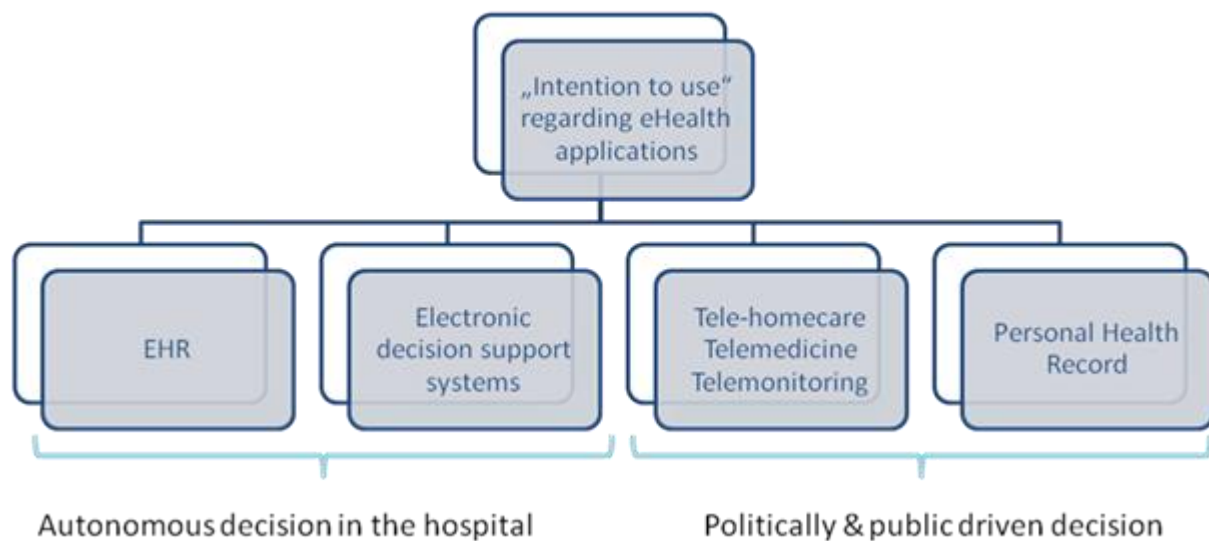 „Intention to use“
regarding eHealth
applications
EHR
Electronic
decision support
systems
Tele-homecare
Telemedicine
Telemonitoring
Personal Health
Record
Autonomous decision in the hospital
Politically & public driven decision